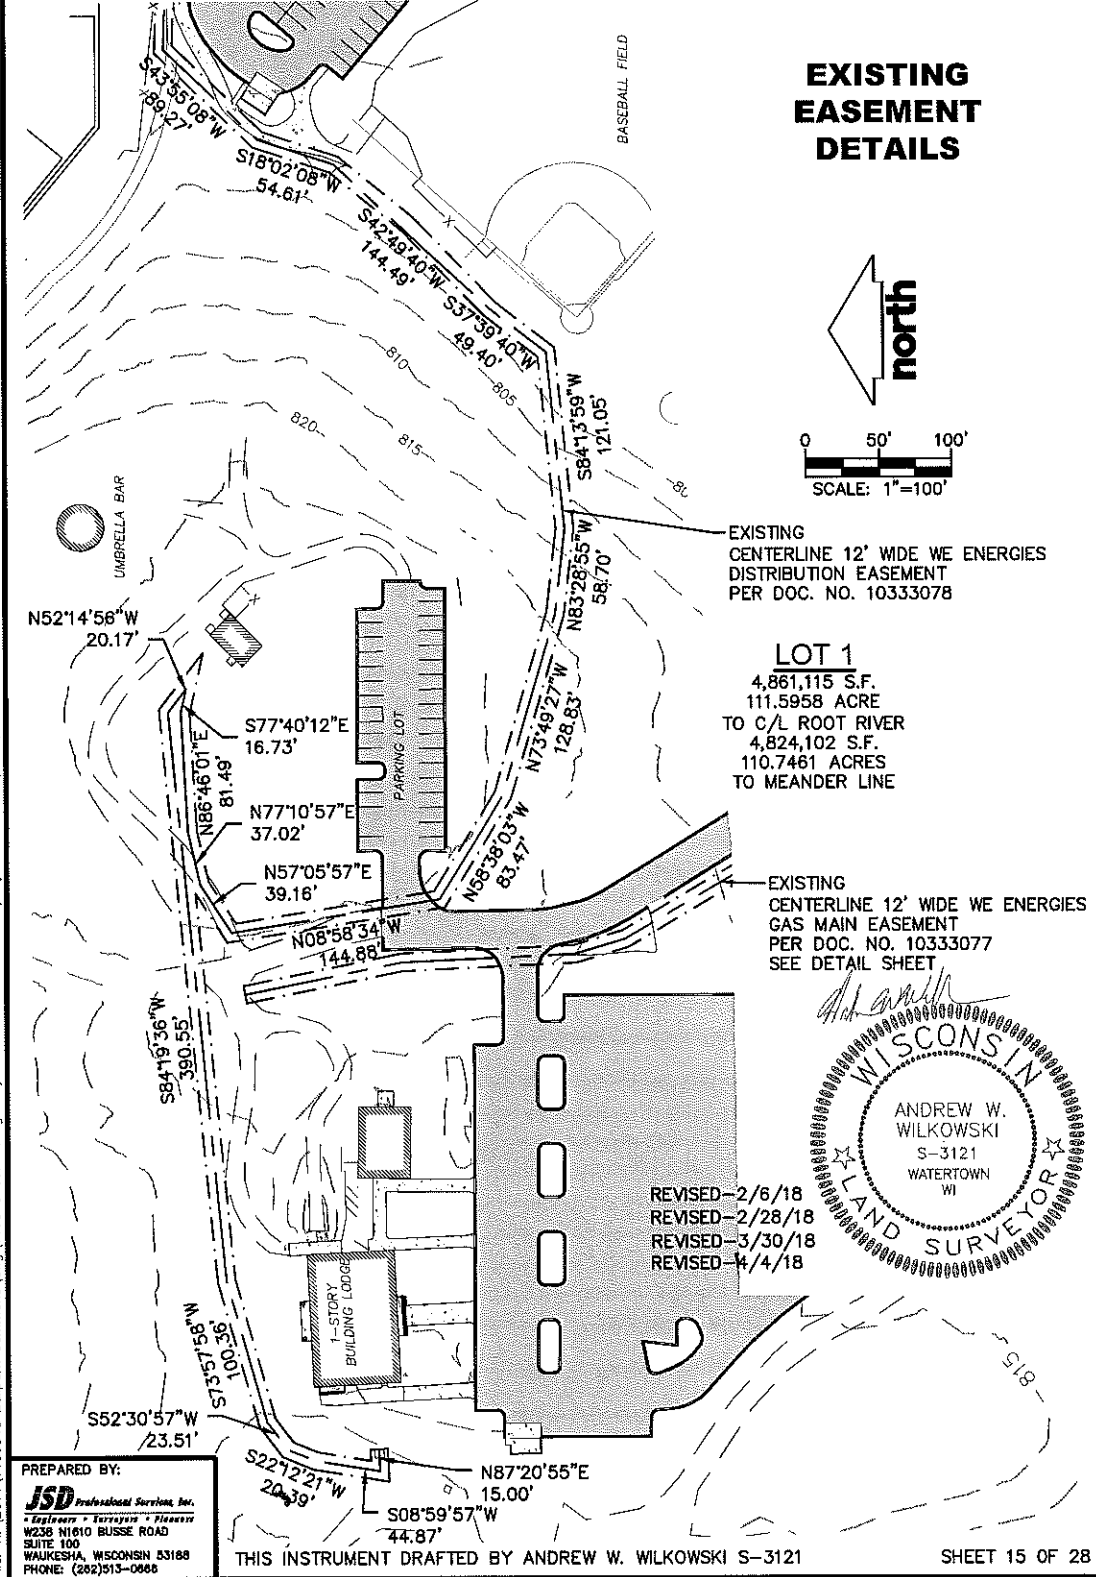 EXISTING
EASEMENT
DETAILS
BASEBALL FIELD
S43°55'08"W
89.27'
S18°02'08"W
54.61'
S42°49'40"W
144.49'
S37°39'40"W
49.40'
north
810
805
815
820
S84°13'59"W
121.05'
0 50' 100'
SCALE: 1"=100'
UMBRELLA BAR
EXISTING
CENTERLINE 12' WIDE WE ENERGIES
DISTRIBUTION EASEMENT
PER DOC. NO. 10333078
N83°28'55"W
58.70'
N52°14'56"W
20.17'
LOT 1
4,861,115 S.F.
111.5958 ACRE
TO C/L ROOT RIVER
4,824,102 S.F.
110.7461 ACRES
TO MEANDER LINE
S77°40'12"E
16.73'
N86°46'01"E
81.49'
PARKING LOT
N73°49'27"W
128.83'
N77°10'57"E
37.02'
N58°38'03"W
83.47'
N57°05'57"E
39.16'
EXISTING
CENTERLINE 12' WIDE WE ENERGIES
GAS MAIN EASEMENT
PER DOC. NO. 10333077
SEE DETAIL SHEET
N08°58'34"W
144.88'
S84°19'36"W
390.55'
WISCONSIN
ANDREW W.
WILKOWSKI
S-3121
WATERTOWN
WI
LAND SURVEYOR
REVISED-2/6/18
REVISED-2/28/18
REVISED-3/30/18
REVISED-4/4/18
1-STORY
BUILDING LODGE
S73°57'58"W
100.36'
815
S52°30'57"W
23.51'
S22°12'21"W
N87°20'55"E
15.00'
S08°59'57"W
44.87'
PREPARED BY:
JSD Professional Services, Inc.
• Engineers • Surveyors • Planners
W238 N1610 BUSSE ROAD
SUITE 100
WAUKESHA, WISCONSIN 53188
PHONE: (262)513-0666
THIS INSTRUMENT DRAFTED BY ANDREW W. WILKOWSKI S-3121
SHEET 15 OF 28